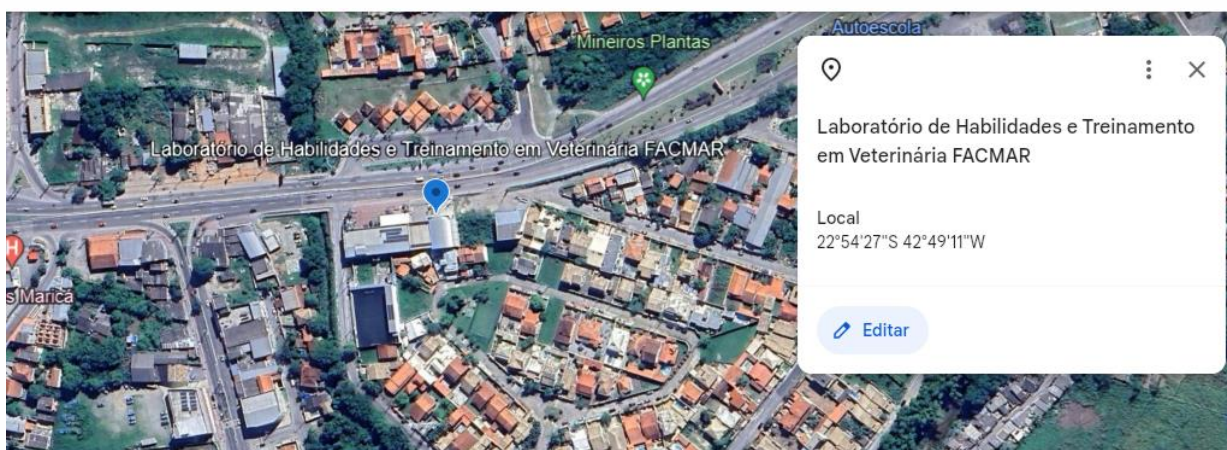 Autoescola
Mineiros Plantas
Laboratório de Habilidades e Treinamento em Veterinária FACMAR
H
s Maricá
Laboratório de Habilidades e Treinamento
em Veterinária FACMAR
Local
22°54'27"S 42°49'11"W
Editar